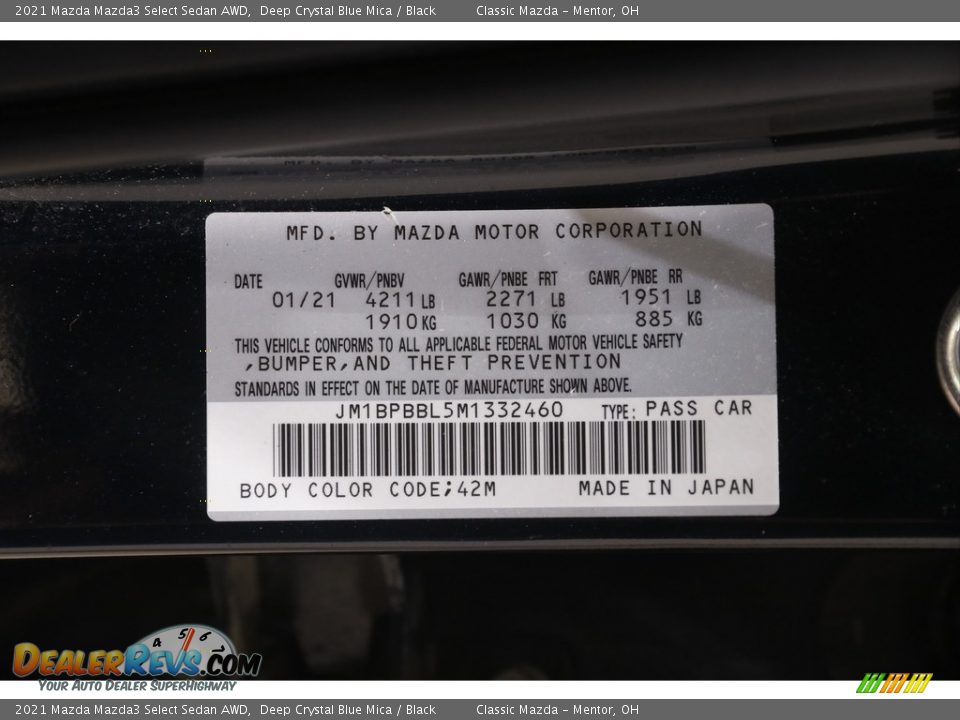 2021 Mazda Mazda3 Select Sedan AWD,  Deep Crystal Blue Mica / Black          Classic Mazda – Mentor, OH
MFD. BY MAZDA MOTOR CORPORATION
DATE GVWR/PNBV GAWR/PNBE FRT GAWR/PNBE RR
01/21 4211 LB 2271 LB 1951 LB
1910 KG 1030 KG 885 KG
THIS VEHICLE CONFORMS TO ALL APPLICABLE FEDERAL MOTOR VEHICLE SAFETY
,BUMPER,AND THEFT PREVENTION
STANDARDS IN EFFECT ON THE DATE OF MANUFACTURE SHOWN ABOVE.
JM1BPBBL5M1332460 TYPE: PASS CAR
BODY COLOR CODE;42M MADE IN JAPAN
4 5 6
DEALERREVS.COM
YOUR AUTO DEALER SUPERHIGHWAY
2021 Mazda Mazda3 Select Sedan AWD,  Deep Crystal Blue Mica / Black          Classic Mazda – Mentor, OH